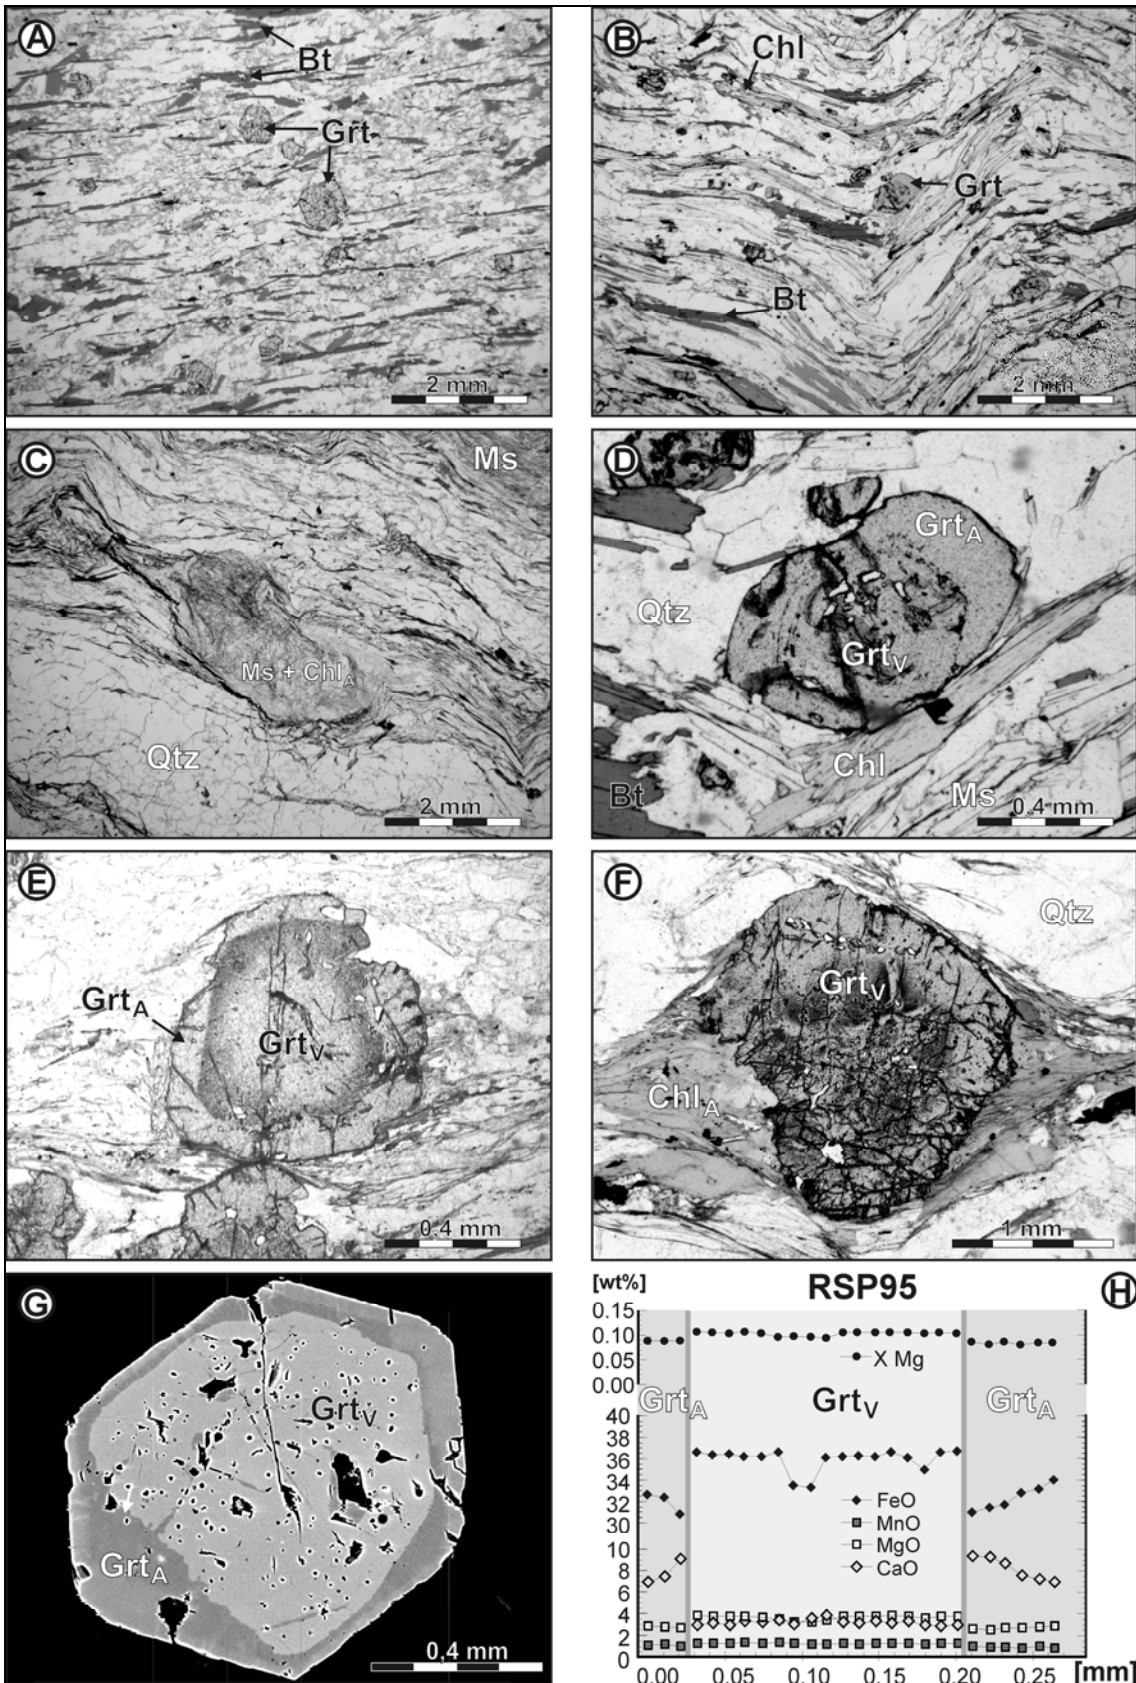 A
Bt
Grt
2 mm
B
Chl
Grt
Bt
2 mm
C
Ms
Ms + ChlA
Qtz
2 mm
D
GrtA
Qtz
GrtV
Chl
Bt
Ms
0.4 mm
E
GrtA
GrtV
0.4 mm
F
Qtz
GrtV
ChlA
1 mm
G
GrtV
GrtA
0,4 mm
[wt%] RSP95 H
0.15
0.10
0.05
0.00
X Mg
GrtA GrtV GrtA
40
38
36
34
32
30
10
8
6
4
2
0
FeO
MnO
MgO
CaO
0.00 0.05 0.10 0.15 0.20 0.25 [mm]